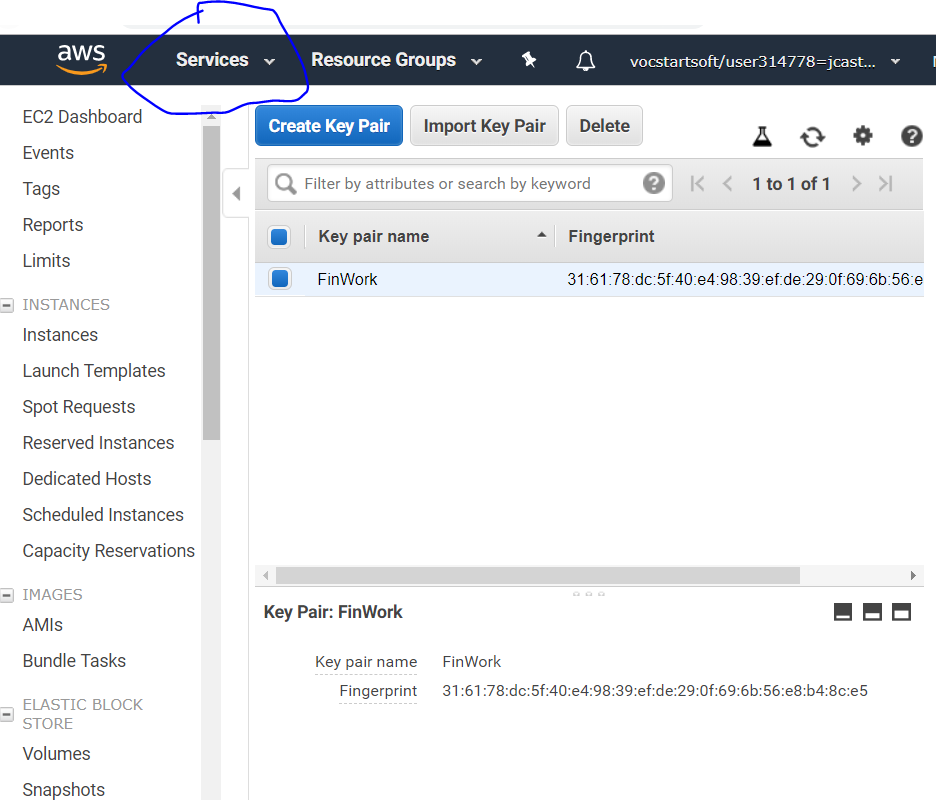 aws
Services
Resource Groups
vocstartsoft/user314778=jcast...
EC2 Dashboard
Events
Tags
Reports
Limits
INSTANCES
Instances
Launch Templates
Spot Requests
Reserved Instances
Dedicated Hosts
Scheduled Instances
Capacity Reservations
IMAGES
AMIs
Bundle Tasks
ELASTIC BLOCK
STORE
Volumes
Snapshots
Create Key Pair
Import Key Pair
Delete
Filter by attributes or search by keyword
1 to 1 of 1
Key pair name
Fingerprint
FinWork
31:61:78:dc:5f:40:e4:98:39:ef:de:29:0f:69:6b:56:e
Key Pair: FinWork
Key pair name FinWork
Fingerprint 31:61:78:dc:5f:40:e4:98:39:ef:de:29:0f:69:6b:56:e8:b4:8c:e5